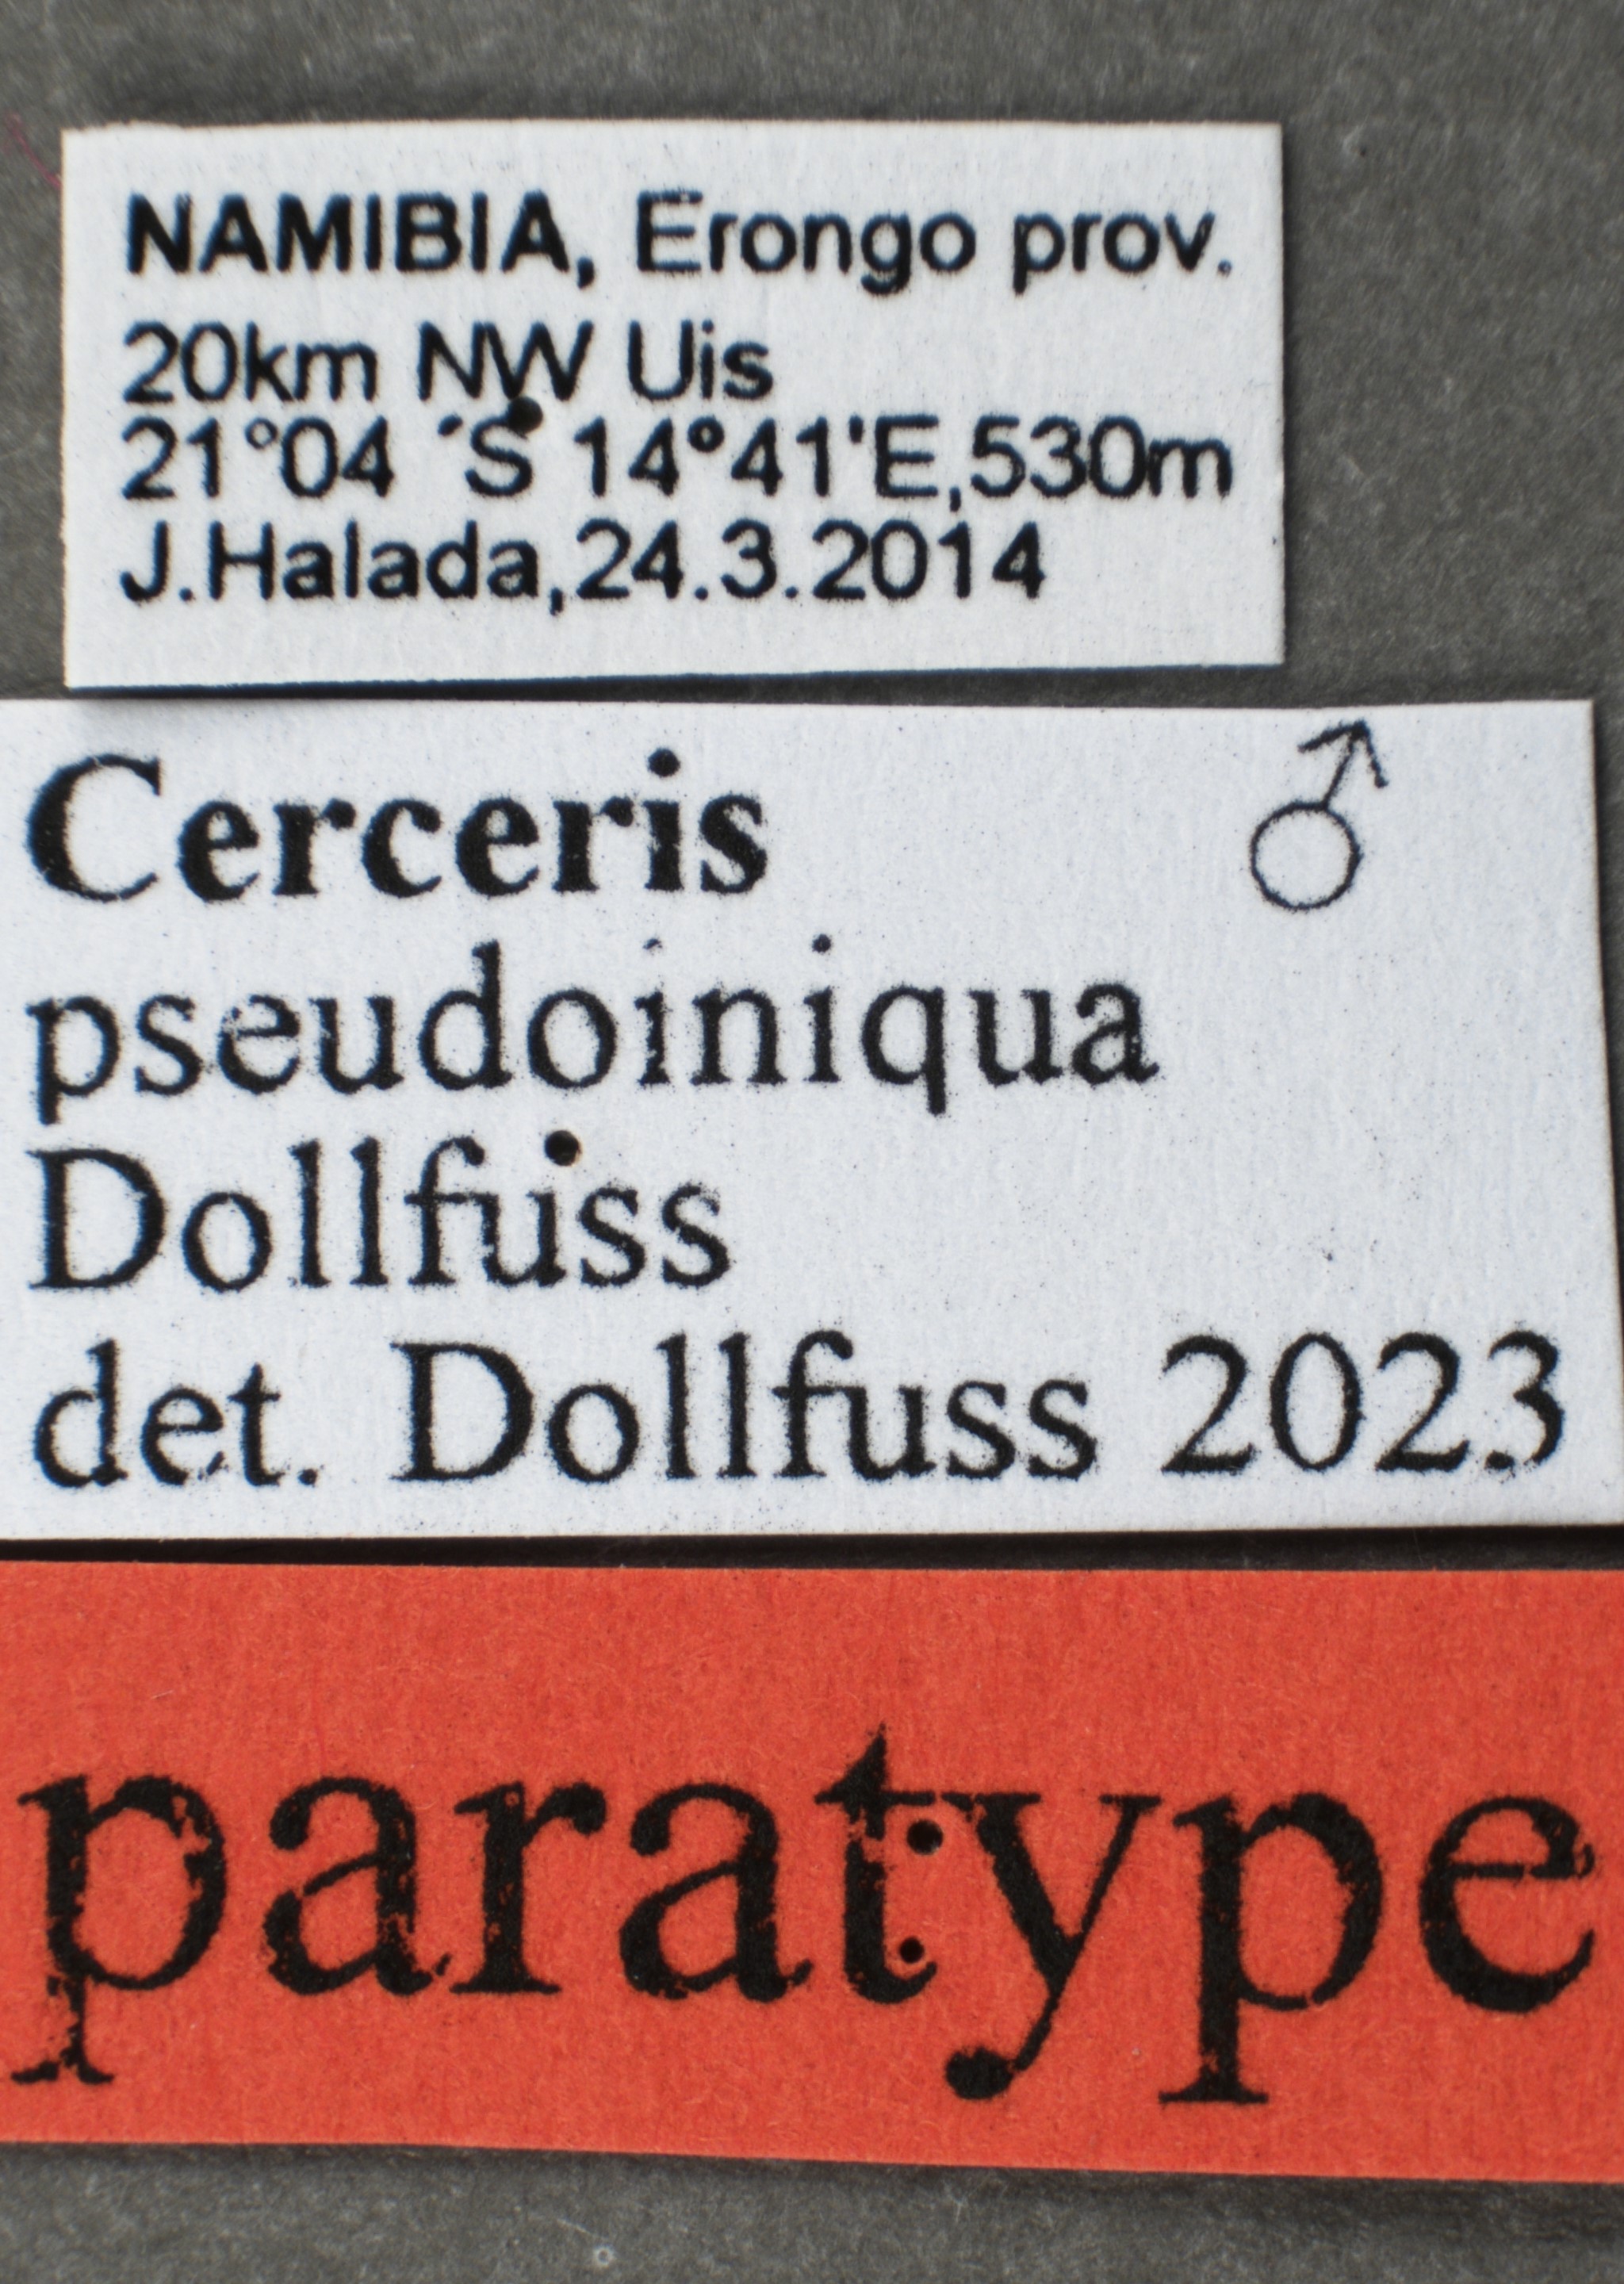 NAMIBIA, Erongo prov.
20km NW Uis
21°04 ´S 14°41'E,530m
J.Halada,24.3.2014
Cerceris ♂
pseudoiniqua
Dollfuss
det. Dollfuss 2023
paratype